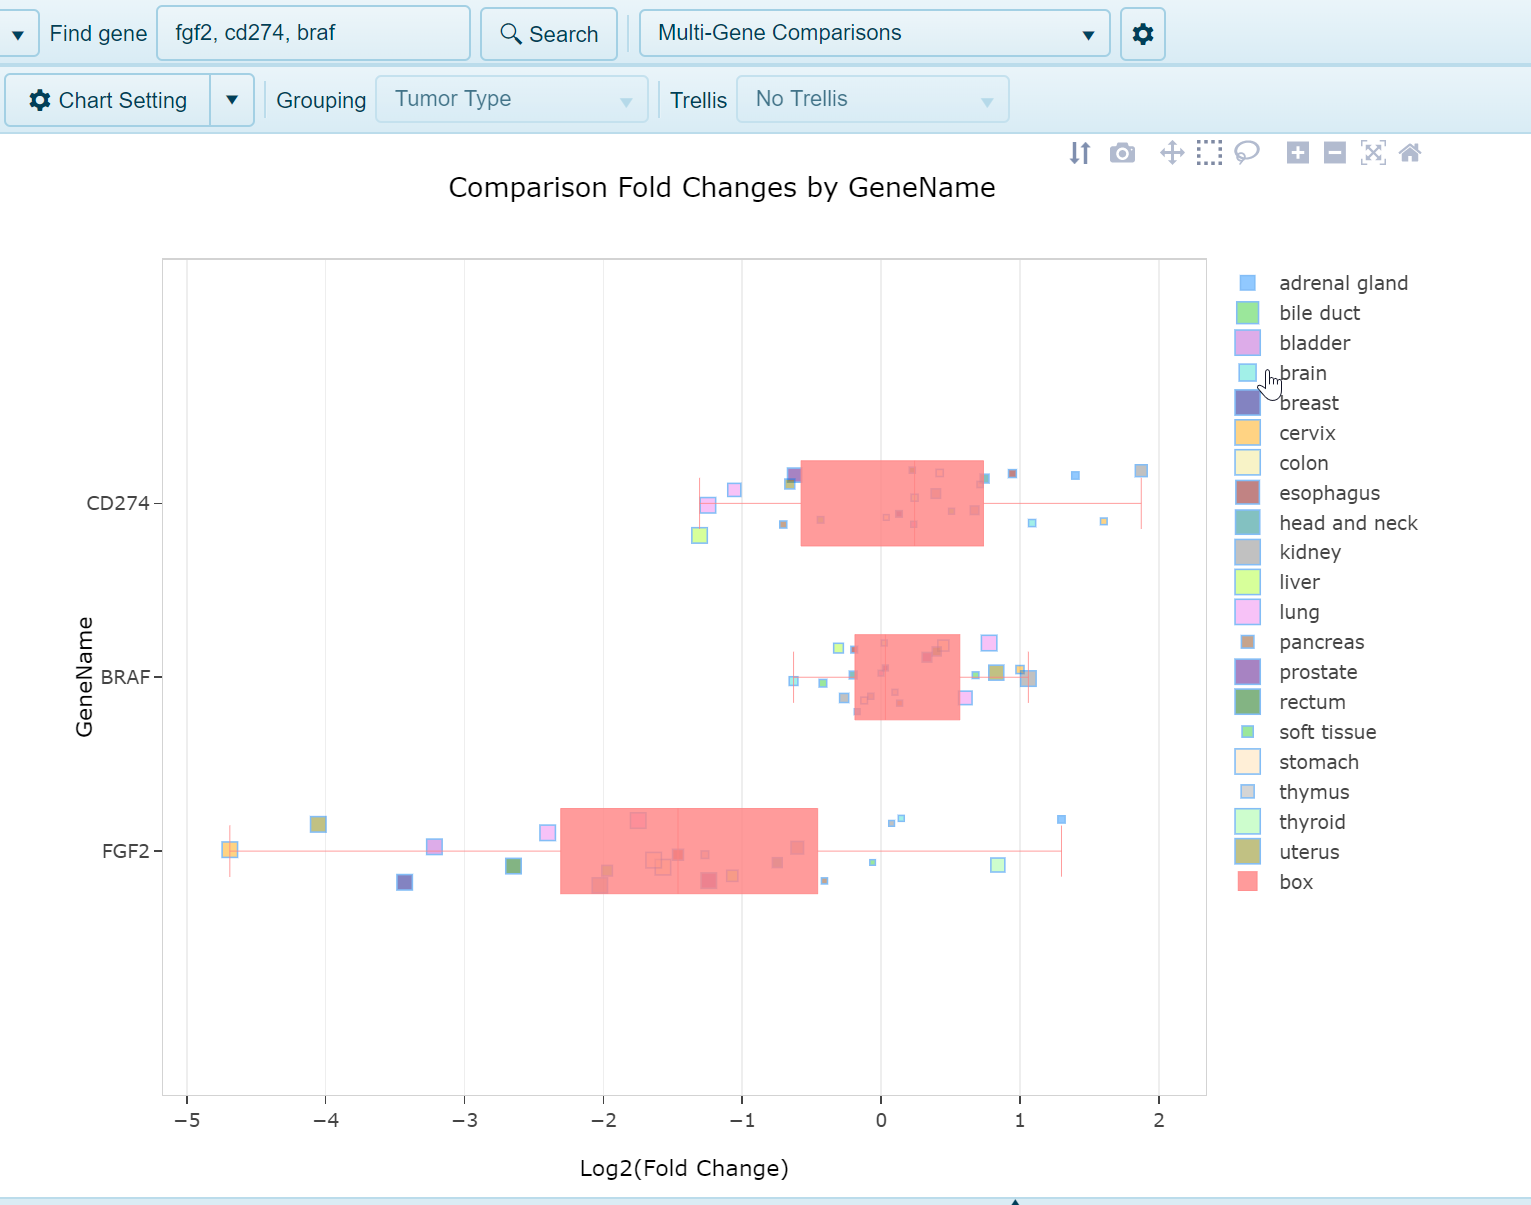 Find gene fgf2, cd274, braf Search Multi-Gene Comparisons
Chart Setting Grouping Tumor Type Trellis No Trellis
Comparison Fold Changes by GeneName
GeneName
CD274
BRAF
FGF2
−5 −4 −3 −2 −1 0 1 2
Log2(Fold Change)
adrenal gland
bile duct
bladder
brain
breast
cervix
colon
esophagus
head and neck
kidney
liver
lung
pancreas
prostate
rectum
soft tissue
stomach
thymus
thyroid
uterus
box